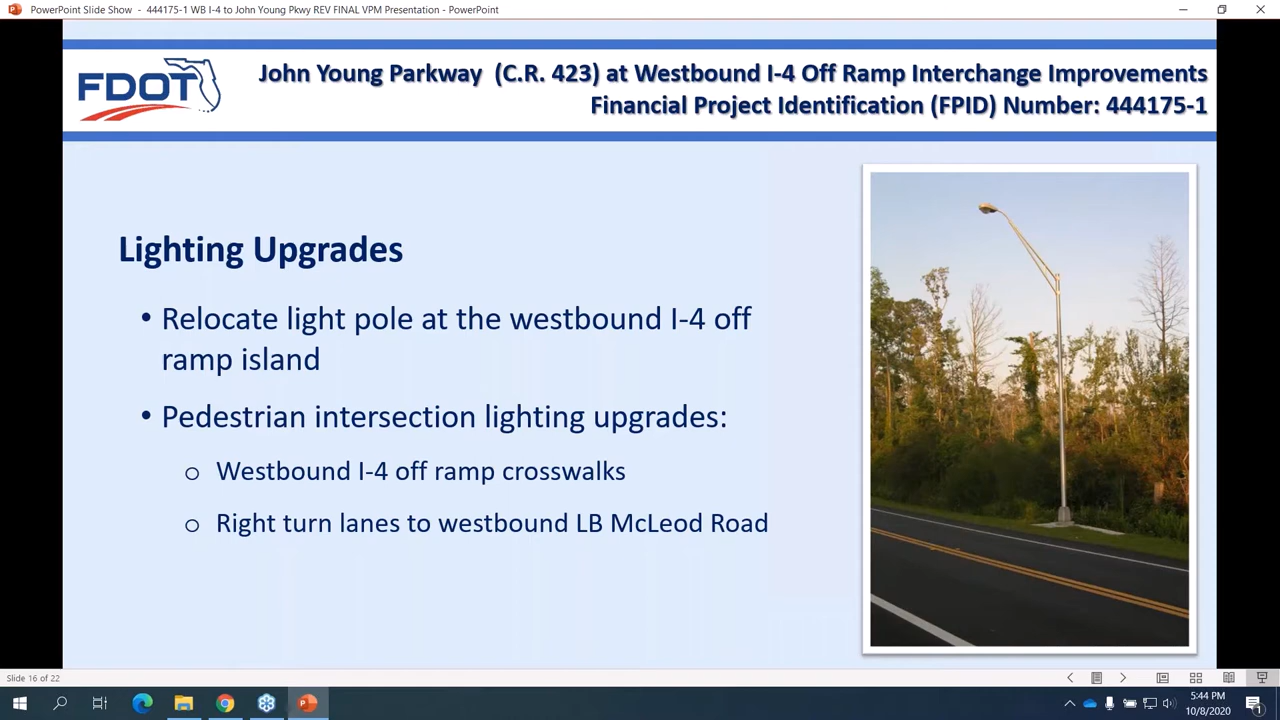 PowerPoint Slide Show - 444175-1 WB I-4 to John Young Pkwy REV FINAL VPM Presentation - PowerPoint
FDOT
John Young Parkway (C.R. 423) at Westbound I-4 Off Ramp Interchange Improvements
Financial Project Identification (FPID) Number: 444175-1
Lighting Upgrades
• Relocate light pole at the westbound I-4 off
ramp island
• Pedestrian intersection lighting upgrades:
o Westbound I-4 off ramp crosswalks
o Right turn lanes to westbound LB McLeod Road
Slide 16 of 22
5:44 PM
10/8/2020
1